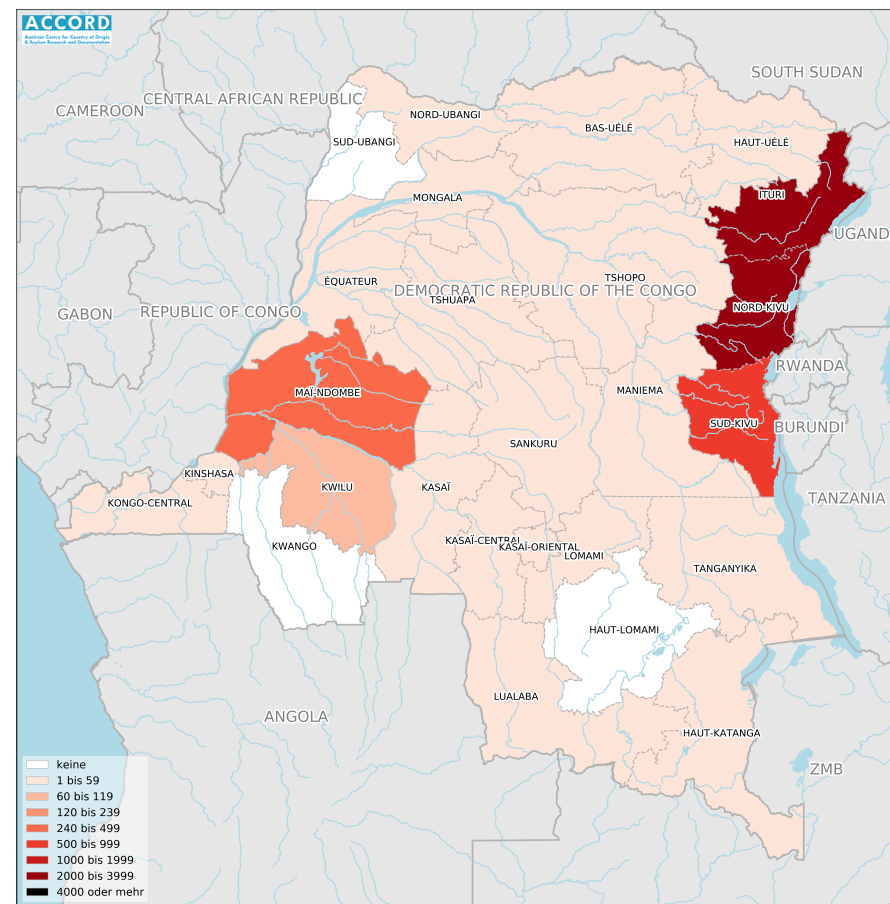 ACCORD
Austrian Centre for Country of Origin
& Asylum Research and Documentation
SOUTH SUDAN
CENTRAL AFRICAN REPUBLIC
CAMEROON
NORD-UBANGI
BAS-UÉLÉ
SUD-UBANGI
HAUT-UÉLÉ
ITURI
MONGALA
UGAND
TSHOPO
ÉQUATEUR
DEMOCRATIC REPUBLIC OF THE CONGO
TSHUAPA
NORD-KIVU
GABON
REPUBLIC OF CONGO
RWANDA
MAÏ-NDOMBE
MANIEMA
SUD-KIVU
BURUNDI
SANKURU
KINSHASA
KWILU
KASAÏ
KONGO-CENTRAL
TANZANIA
KWANGO
KASAÏ-CENTRAL
KASAÏ-ORIENTAL
LOMAMI
TANGANYIKA
HAUT-LOMAMI
LUALABA
ANGOLA
HAUT-KATANGA
ZMB
keine
1 bis 59
60 bis 119
120 bis 239
240 bis 499
500 bis 999
1000 bis 1999
2000 bis 3999
4000 oder mehr